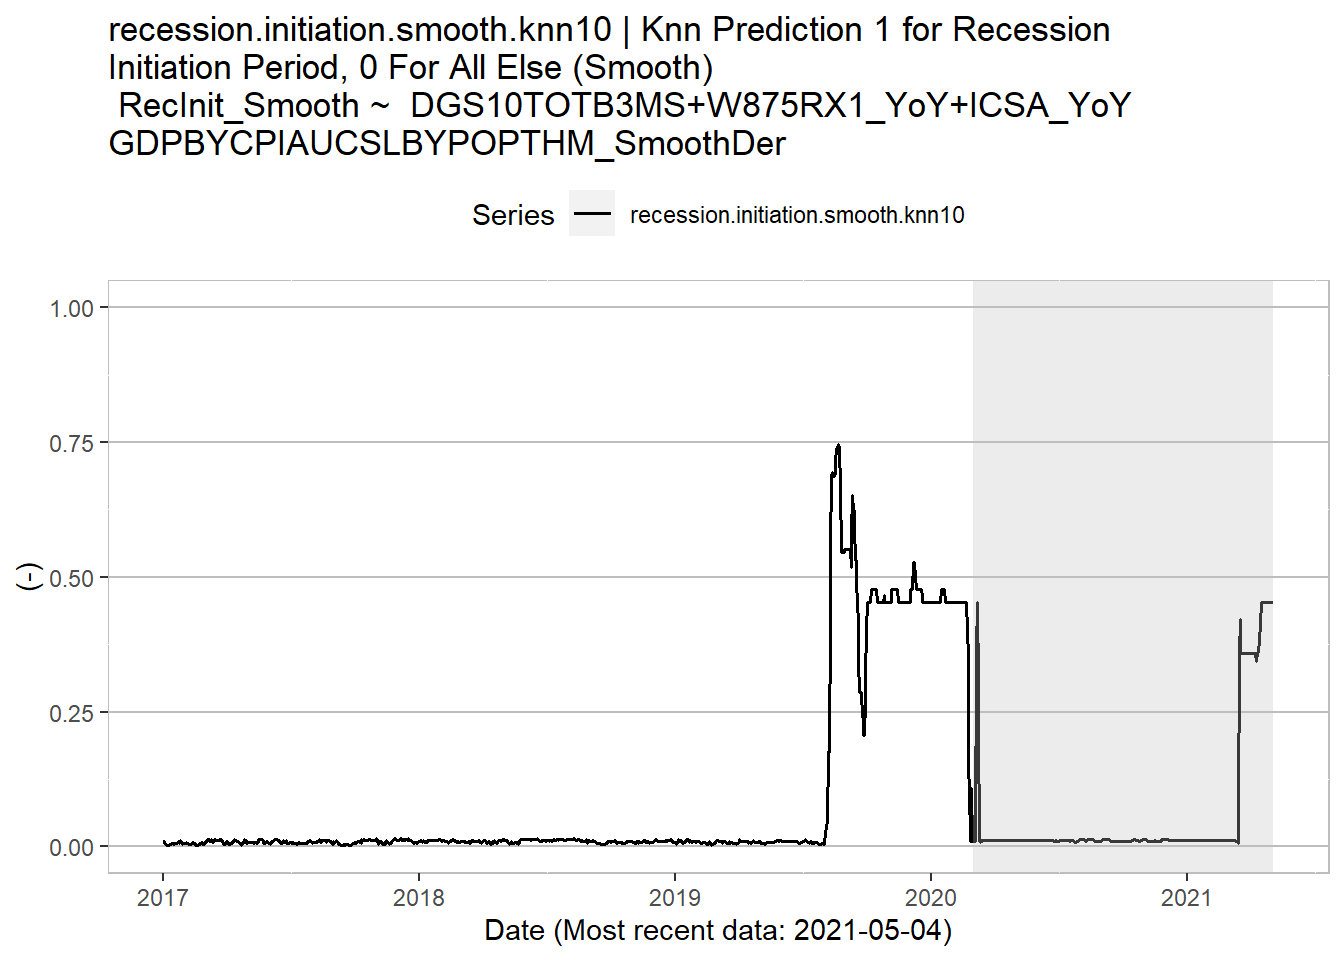 recession.initiation.smooth.knn10 | Knn Prediction 1 for Recession
Initiation Period, 0 For All Else (Smooth)
RecInit_Smooth ~  DGS10TOTB3MS+W875RX1_YoY+ICSA_YoY
GDPBYCPIAUCSLBYPOPTHM_SmoothDer
Series recession.initiation.smooth.knn10
1.00
0.75
0.50
0.25
0.00
(-)
2017 2018 2019 2020 2021
Date (Most recent data: 2021-05-04)